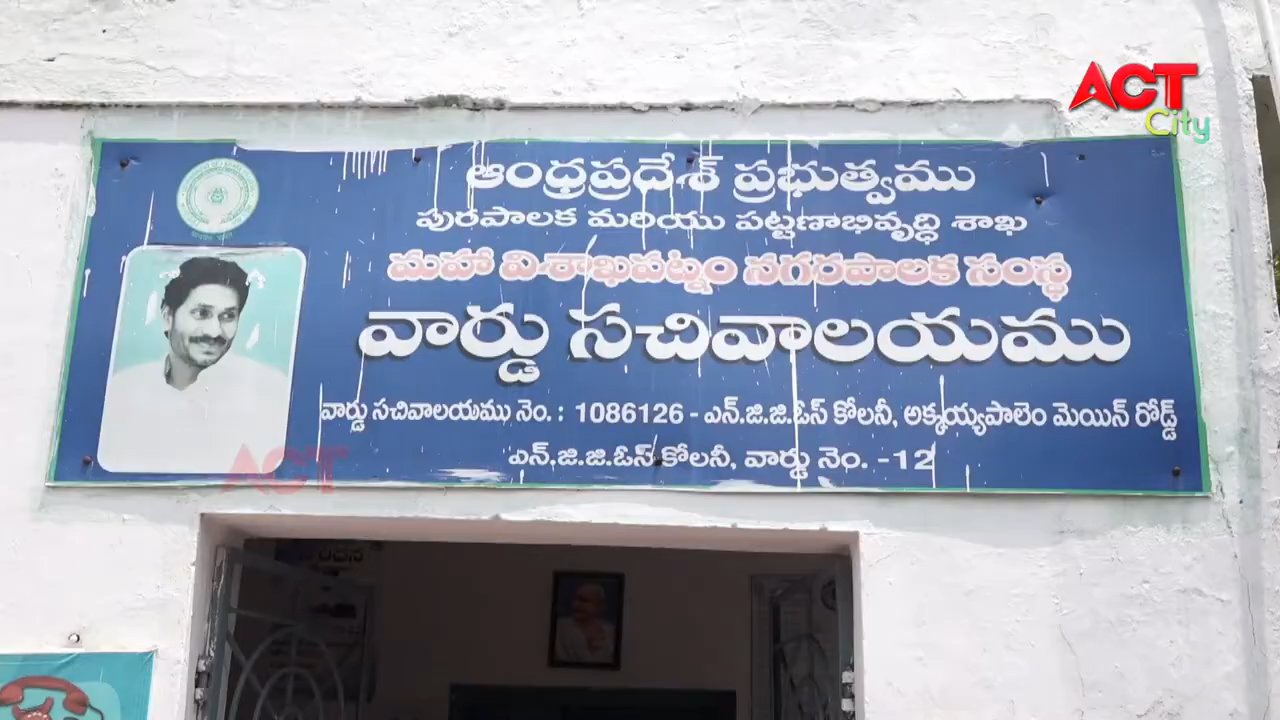 ACT
City
ఆంధ్రప్రదేశ్ ప్రభుత్వము
పురపాలక మరియు పట్టణాభివృద్ధి శాఖ
మహా విశాఖపట్నం నగరపాలక సంస్థ
వార్డు సచివాలయము
వార్డు సచివాలయము నెం. : 1086126 - ఎన్.జి.జి.ఓస్ కోలనీ, అక్కయ్యపాలెం మెయిన్ రోడ్డ్
ఎన్.జి.జి.ఓస్ కోలనీ, వార్డు నెం. -12
ACT